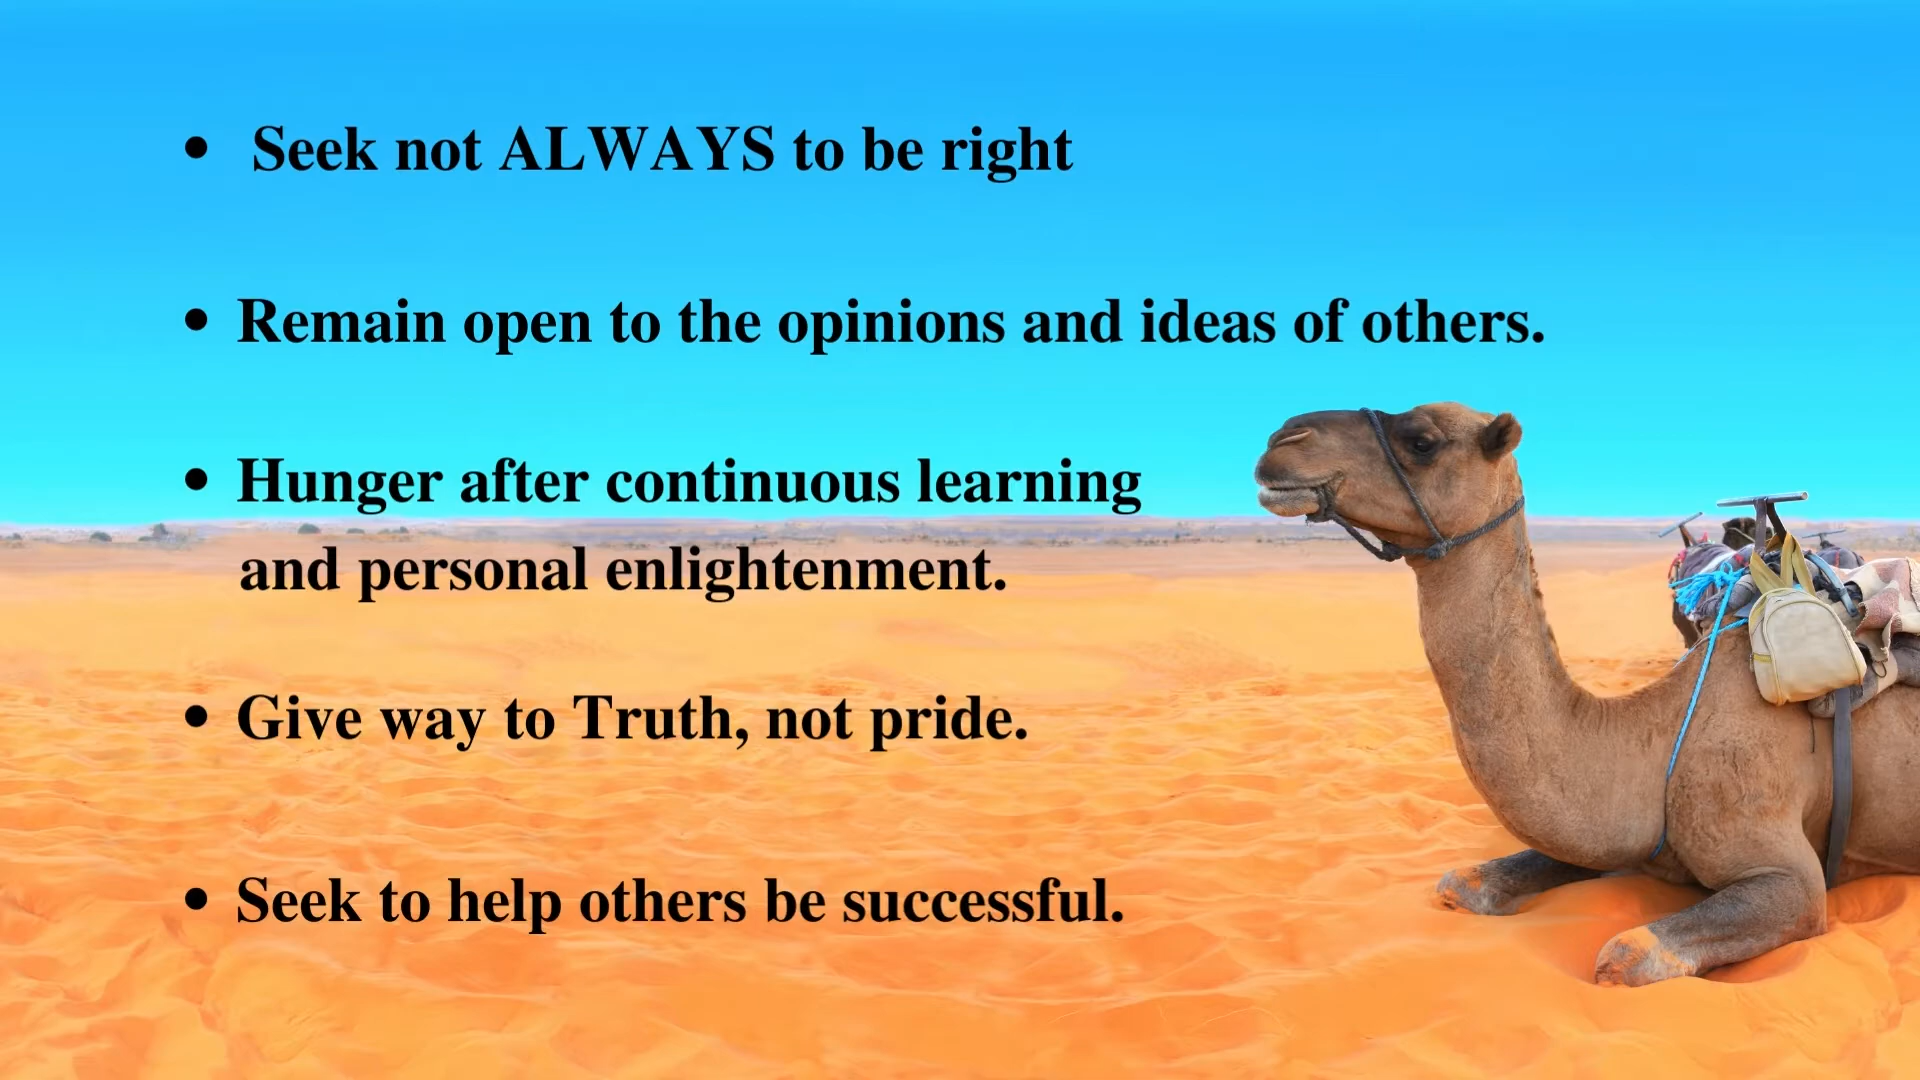 • Seek not ALWAYS to be right
• Remain open to the opinions and ideas of others.
• Hunger after continuous learning
and personal enlightenment.
• Give way to Truth, not pride.
• Seek to help others be successful.